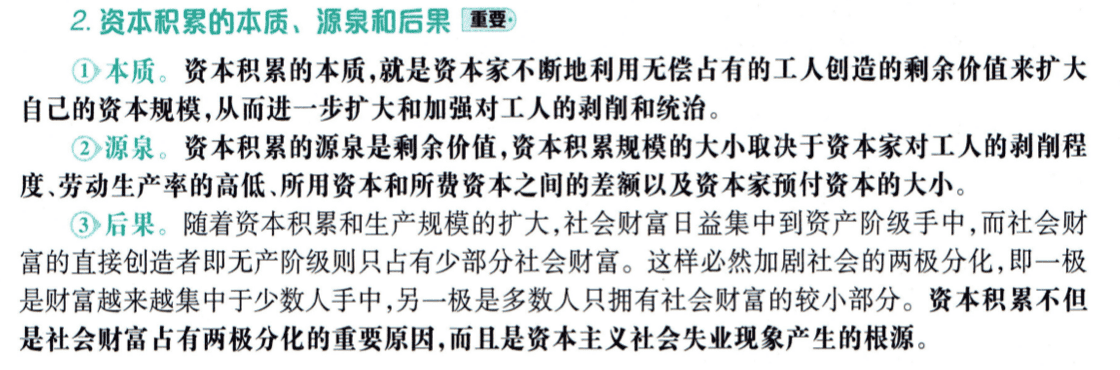 2. 资本积累的本质、源泉和后果 重要
①本质。资本积累的本质,就是资本家不断地利用无偿占有的工人创造的剩余价值来扩大
自己的资本规模,从而进一步扩大和加强对工人的剥削和统治。
②源泉。资本积累的源泉是剩余价值,资本积累规模的大小取决于资本家对工人的剥削程
度、劳动生产率的高低、所用资本和所费资本之间的差额以及资本家预付资本的大小。
③后果。随着资本积累和生产规模的扩大,社会财富日益集中到资产阶级手中,而社会财
富的直接创造者即无产阶级则只占有少部分社会财富。这样必然加剧社会的两极分化,即一极
是财富越来越集中于少数人手中,另一极是多数人只拥有社会财富的较小部分。资本积累不但
是社会财富占有两极分化的重要原因,而且是资本主义社会失业现象产生的根源。